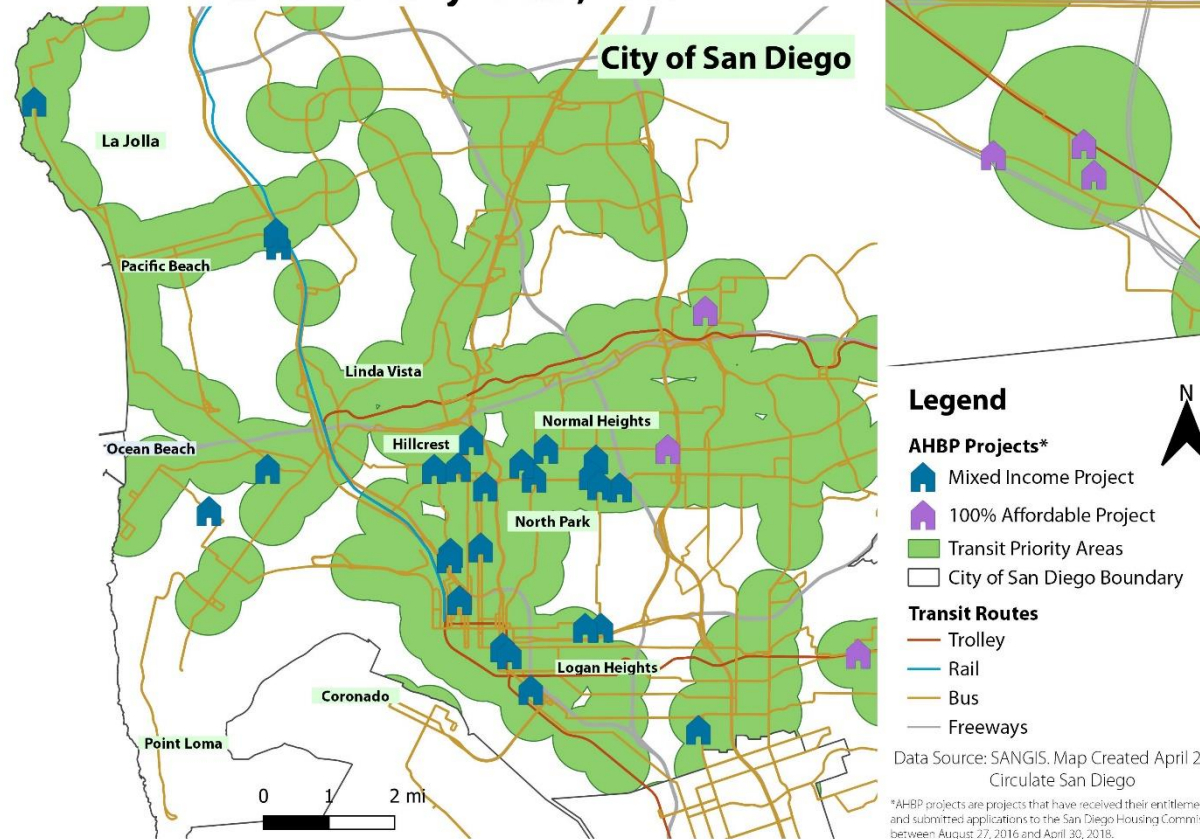 City of San Diego
La Jolla
Pacific Beach
Linda Vista
Normal Heights
Hillcrest
Ocean Beach
North Park
Logan Heights
Coronado
Point Loma
0 1 2 mi
Legend
N
AHBP Projects*
Mixed Income Project
100% Affordable Project
Transit Priority Areas
City of San Diego Boundary
Transit Routes
Trolley
Rail
Bus
Freeways
Data Source: SANGIS. Map Created April
Circulate San Diego
*AHBP projects are projects that have received their
and submitted applications to the San Diego Housing
between August 27, 2016 and April 30, 2018.